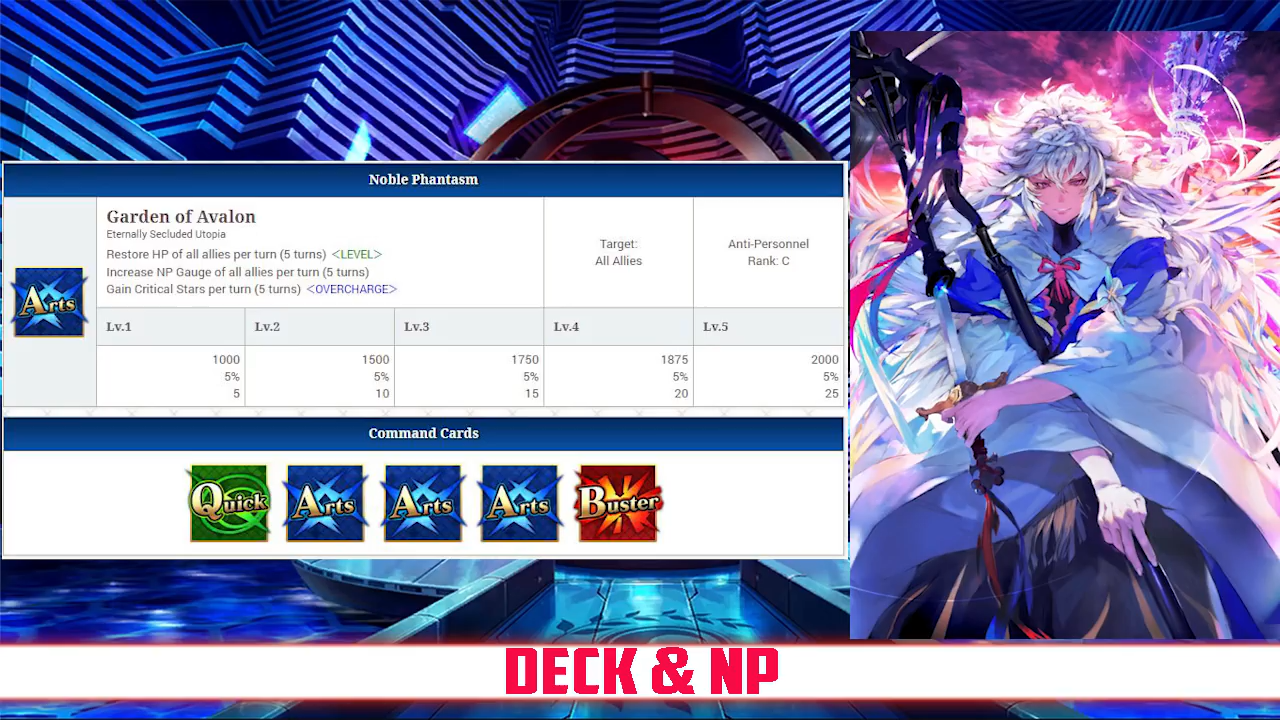 Noble Phantasm
Arts
Garden of Avalon
Eternally Secluded Utopia
Restore HP of all allies per turn (5 turns) <LEVEL>
Increase NP Gauge of all allies per turn (5 turns)
Gain Critical Stars per turn (5 turns) <OVERCHARGE>
Target:
All Allies
Anti-Personnel
Rank: C
Lv.1 Lv.2 Lv.3 Lv.4 Lv.5
1000 1500 1750 1875 2000
5% 5% 5% 5% 5%
5 10 15 20 25
Command Cards
Quick Arts Arts Arts Buster
DECK & NP